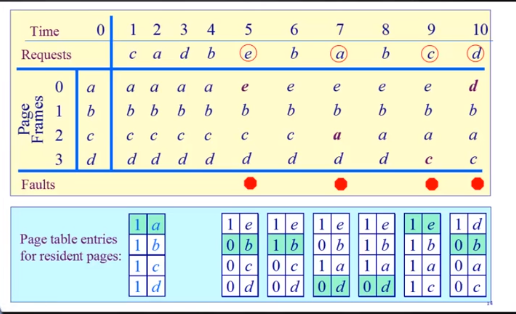 Time 0 1 2 3 4 5 6 7 8 9 10
Requests c a d b e b a b c d
Page Frames
0 a a a a a e e e e e d
1 b b b b b b b b b b b
2 c c c c c c c a a a a
3 d d d d d d d d d c c
Faults
Page table entries
for resident pages:
1 a 1 e 1 e 1 e 1 e 1 e 1 d
1 b 0 b 1 b 0 b 1 b 1 b 0 b
1 c 0 c 0 c 1 a 1 a 1 a 0 a
1 d 0 d 0 d 0 d 0 d 1 c 0 c